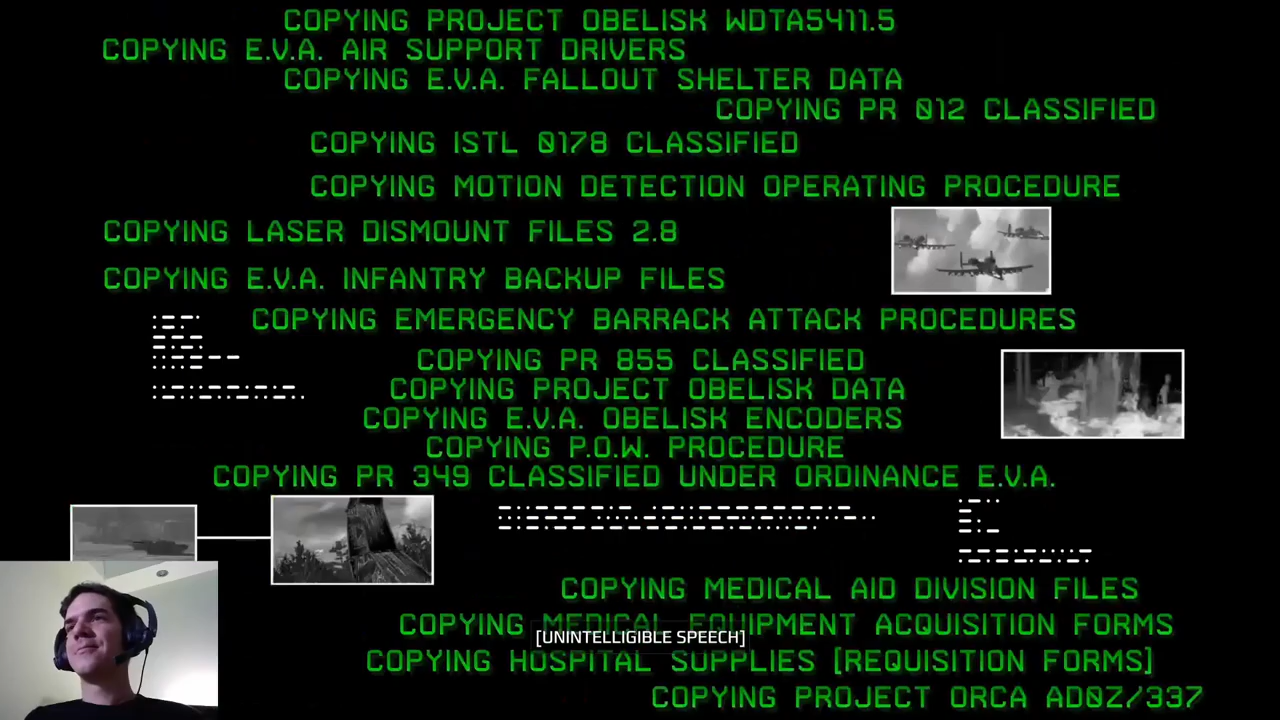 COPYING PROJECT OBELISK WDTA5411.5
COPYING E.V.A. AIR SUPPORT DRIVERS
COPYING E.V.A. FALLOUT SHELTER DATA
COPYING PR 012 CLASSIFIED
COPYING ISTL 0178 CLASSIFIED
COPYING MOTION DETECTION OPERATING PROCEDURE
COPYING LASER DISMOUNT FILES 2.8
COPYING E.V.A. INFANTRY BACKUP FILES
COPYING EMERGENCY BARRACK ATTACK PROCEDURES
COPYING PR 855 CLASSIFIED
COPYING PROJECT OBELISK DATA
COPYING E.V.A. OBELISK ENCODERS
COPYING P.O.W. PROCEDURE
COPYING PR 349 CLASSIFIED UNDER ORDINANCE E.V.A.
COPYING MEDICAL AID DIVISION FILES
COPYING MEDICAL EQUIPMENT ACQUISITION FORMS
[UNINTELLIGIBLE SPEECH]
COPYING HOSPITAL SUPPLIES [REQUISITION FORMS]
COPYING PROJECT ORCA AD0Z/337